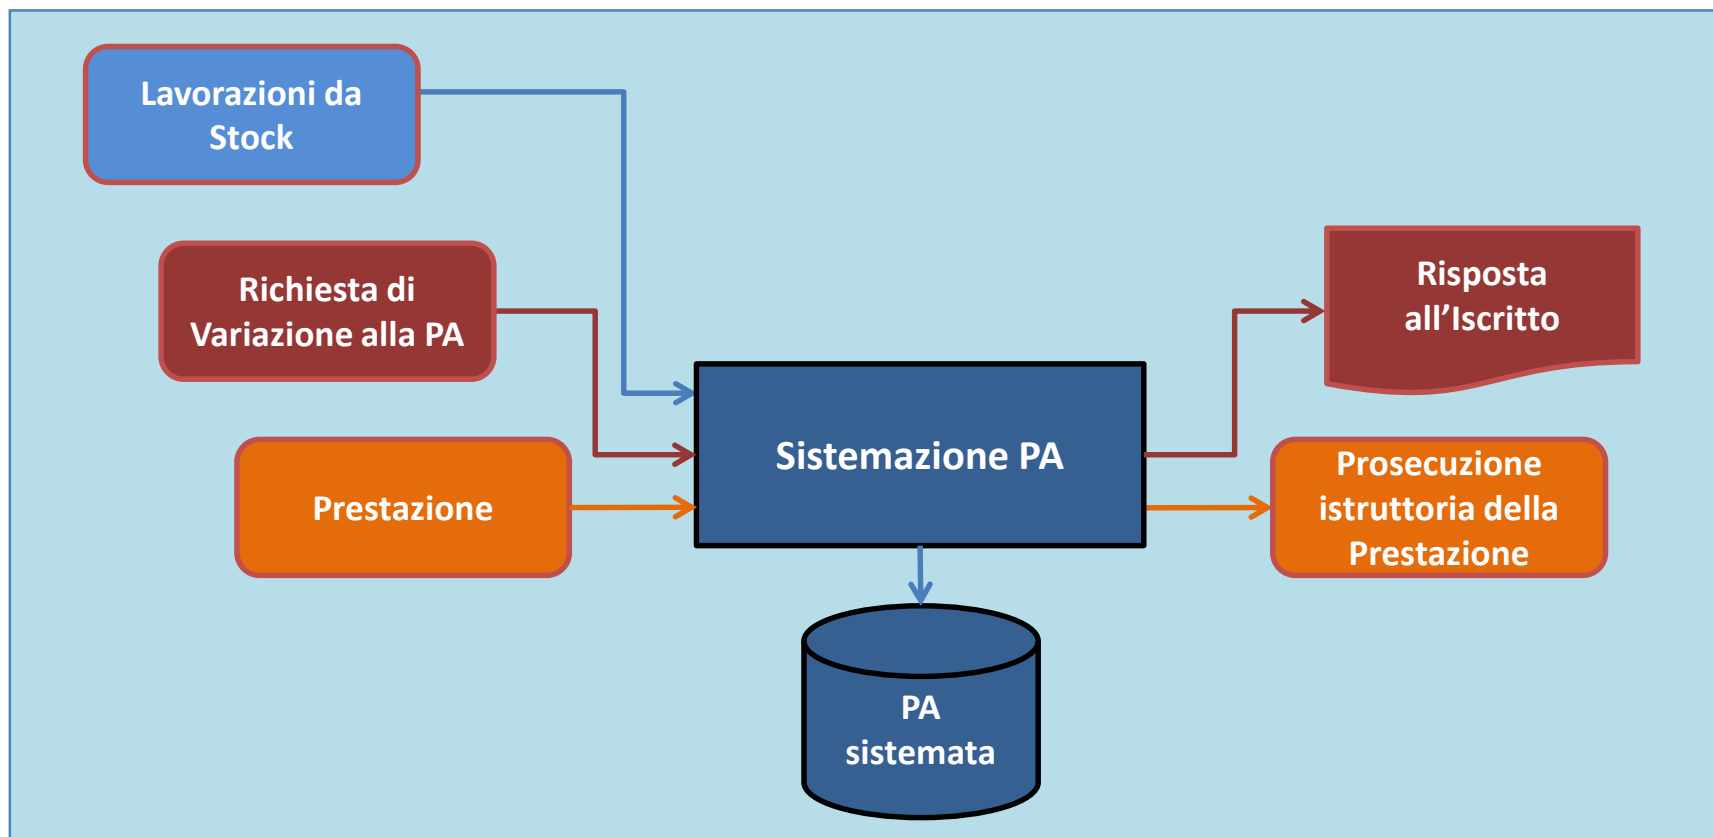 Lavorazioni da
Stock
Richiesta di
Variazione alla PA
Risposta
all’Iscritto
Sistemazione PA
Prestazione
Prosecuzione
istruttoria della
Prestazione
PA
sistemata